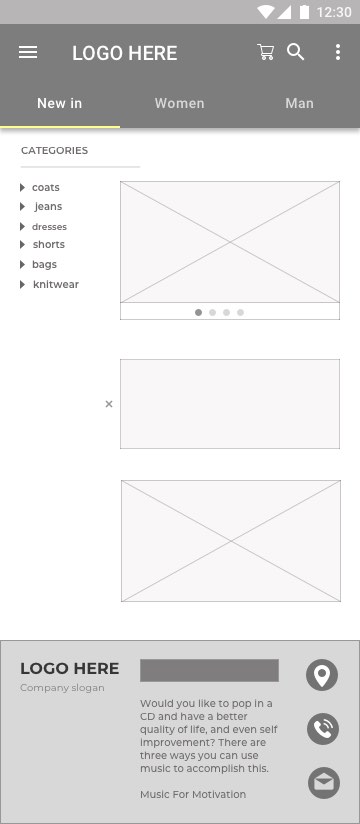 12:30
LOGO HERE
New in
Women
Man
CATEGORIES
coats
jeans
dresses
shorts
bags
knitwear
LOGO HERE
Company slogan
Would you like to pop in a
CD and have a better
quality of life, and even self
improvement? There are
three ways you can use
music to accomplish this.
Music For Motivation